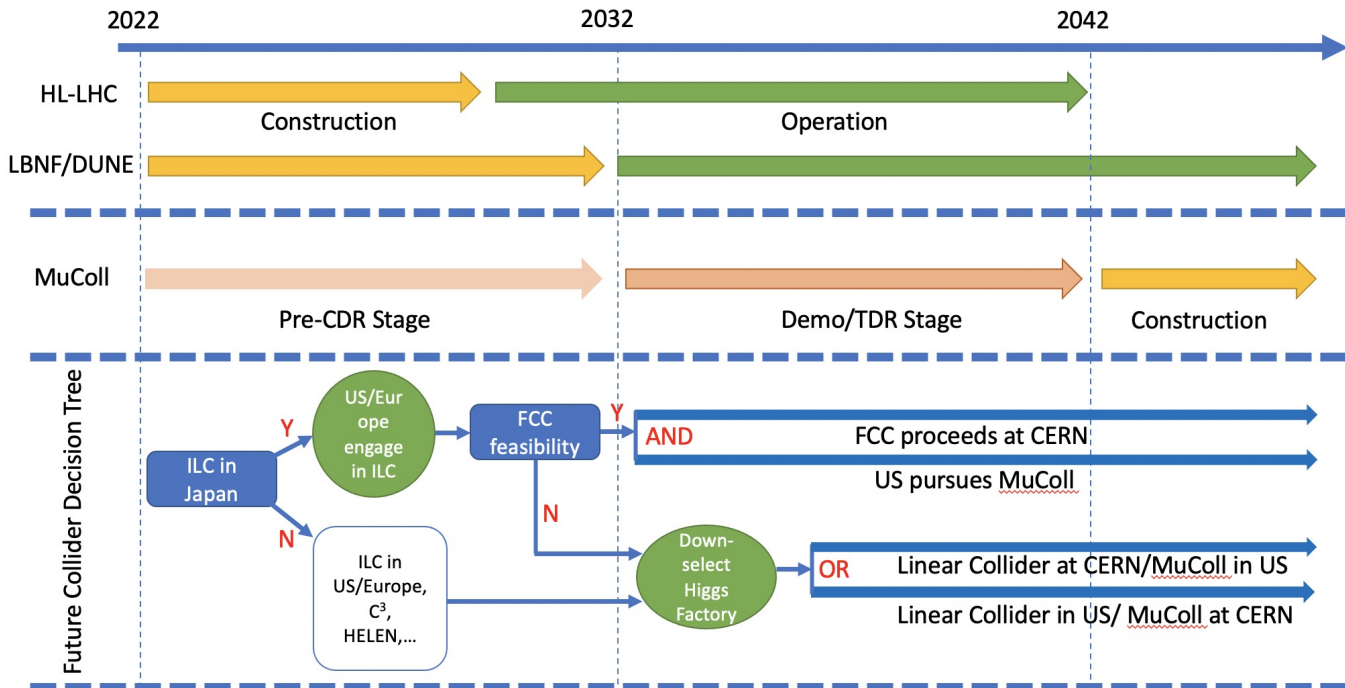 2022 2032 2042
HL-LHC
Construction Operation
LBNF/DUNE
MuColl
Pre-CDR Stage Demo/TDR Stage Construction
Future Collider Decision Tree
ILC in
Japan
Y
N
US/Eur
ope
engage
in ILC
FCC
feasibility
Y
N
AND
FCC proceeds at CERN
US pursues MuColl
ILC in
US/Europe,
C³,
HELEN,...
Down-
select
Higgs
Factory
OR
Linear Collider at CERN/MuColl in US
Linear Collider in US/ MuColl at CERN